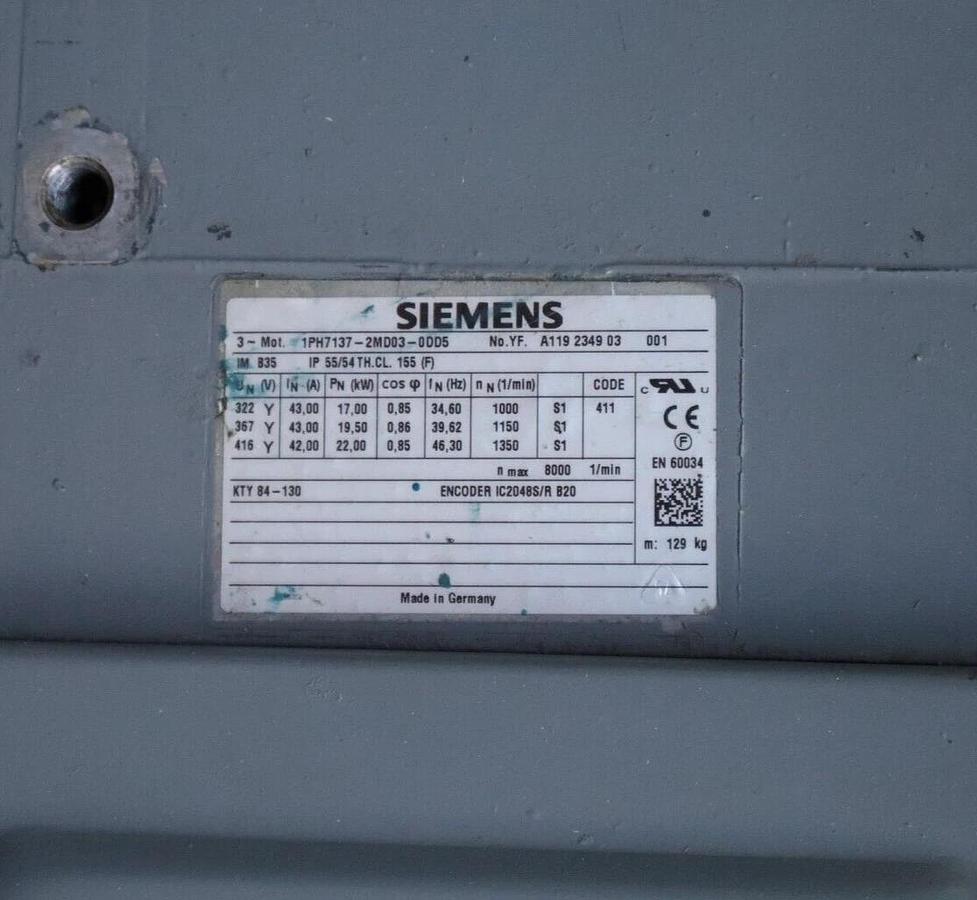 SIEMENS
3 ~ Mot. 1PH7137-2MD03-0DD5 No.YF. A119 2349 03 001
IM B35 IP 55/54 TH.CL. 155 (F)
UN (V) IN (A) PN (kW) cos φ fN (Hz) nN (1/min) CODE
322 Y 43,00 17,00 0,85 34,60 1000 S1 411
367 Y 43,00 19,50 0,86 39,62 1150 S1
416 Y 42,00 22,00 0,85 46,30 1350 S1
n max 8000 1/min
KTY 84-130 ENCODER IC2048S/R B20
c RU us
CE
F
EN 60034
m: 129 kg
Made in Germany